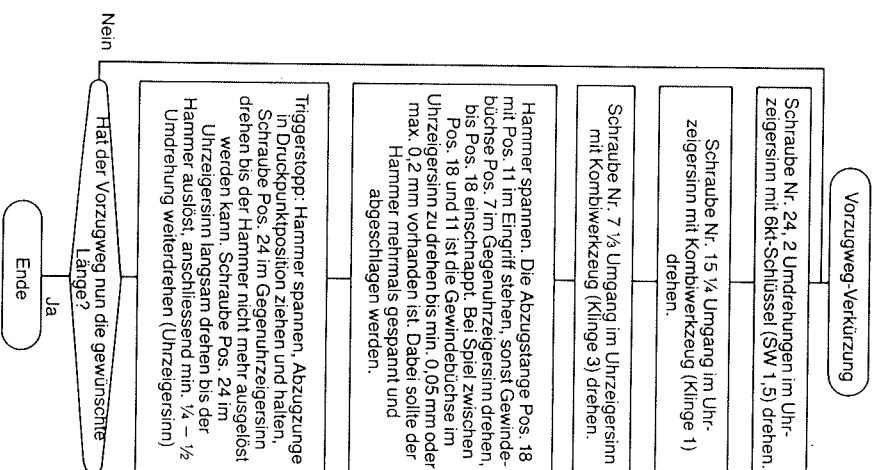 Vorzugweg-Verkürzung
Schraube Nr. 24, 2 Umdrehungen im Uhr-
zeigersinn mit 6kt-Schlüssel (SW 1,5) drehen.
Schraube Nr. 15 ¼ Umgang im Uhr-
zeigersinn mit Kombiwerkzeug (Klinge 1)
drehen.
Schraube Nr. 7 ⅓ Umgang im Uhrzeigersinn
mit Kombiwerkzeug (Klinge 3) drehen.
Hammer spannen. Die Abzugstange Pos. 18
mit Pos. 11 im Eingriff stehen, sonst Gewinde-
büchse Pos. 7 im Gegenuhrzeigersinn drehen,
bis Pos. 18 einschnappt. Bei Spiel zwischen
Pos. 18 und 11 ist die Gewindebüchse im
Uhrzeigersinn zu drehen bis min. 0,05 mm oder
max. 0,2 mm vorhanden ist. Dabei sollte der
Hammer mehrmals gespannt und
abgeschlagen werden.
Triggerstopp: Hammer spannen, Abzugzunge
in Druckpunktposition ziehen und halten,
Schraube Pos. 24 im Gegenuhrzeigersinn
drehen bis der Hammer nicht mehr ausgelöst
werden kann. Schraube Pos. 24 im
Uhrzeigersinn langsam drehen bis der
Hammer auslöst, anschliessend min. ¼ – ½
Umdrehung weiterdrehen (Uhrzeigersinn)
Nein
Hat der Vorzugweg nun die gewünschte
Länge?
Ja
Ende